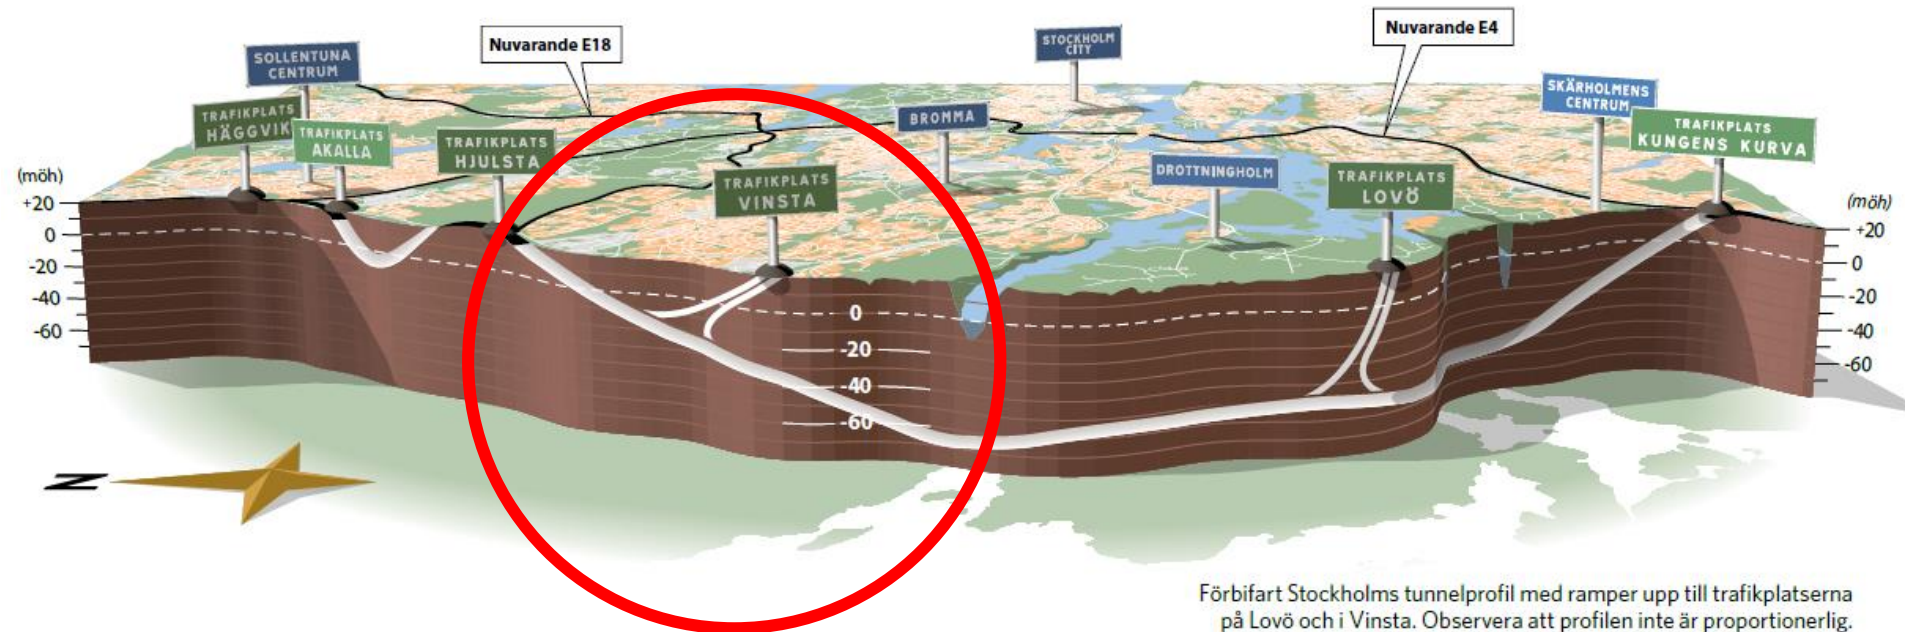 SOLLENTUNA
CENTRUM
Nuvarande E18
STOCKHOLM
CITY
Nuvarande E4
SKÄRHOLMENS
CENTRUM
TRAFIKPLATS
HÄGGVIK
TRAFIKPLATS
AKALLA
TRAFIKPLATS
HJULSTA
BROMMA
TRAFIKPLATS
KUNGENS KURVA
TRAFIKPLATS
VINSTA
DROTTNINGHOLM
TRAFIKPLATS
LOVÖ
(möh)
+20
0
-20
-40
-60
0
-20
-40
-60
(möh)
+20
0
-20
-40
-60
N
Förbifart Stockholms tunnelprofil med ramper upp till trafikplatserna
på Lovö och i Vinsta. Observera att profilen inte är proportionerlig.